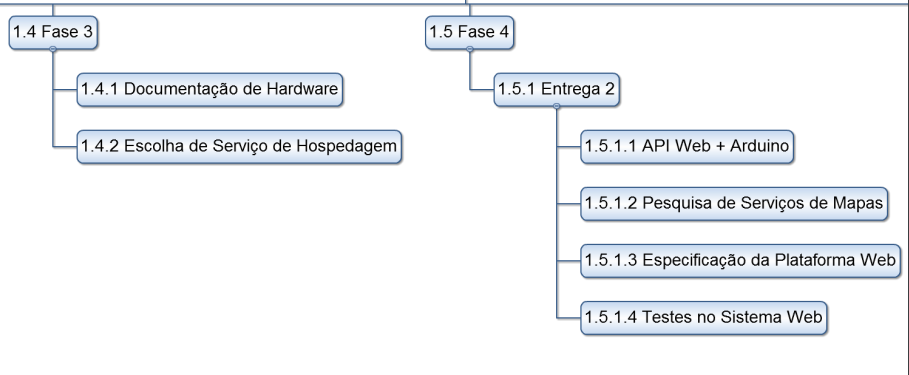 1.4 Fase 3
1.4.1 Documentação de Hardware
1.4.2 Escolha de Serviço de Hospedagem
1.5 Fase 4
1.5.1 Entrega 2
1.5.1.1 API Web + Arduino
1.5.1.2 Pesquisa de Serviços de Mapas
1.5.1.3 Especificação da Plataforma Web
1.5.1.4 Testes no Sistema Web